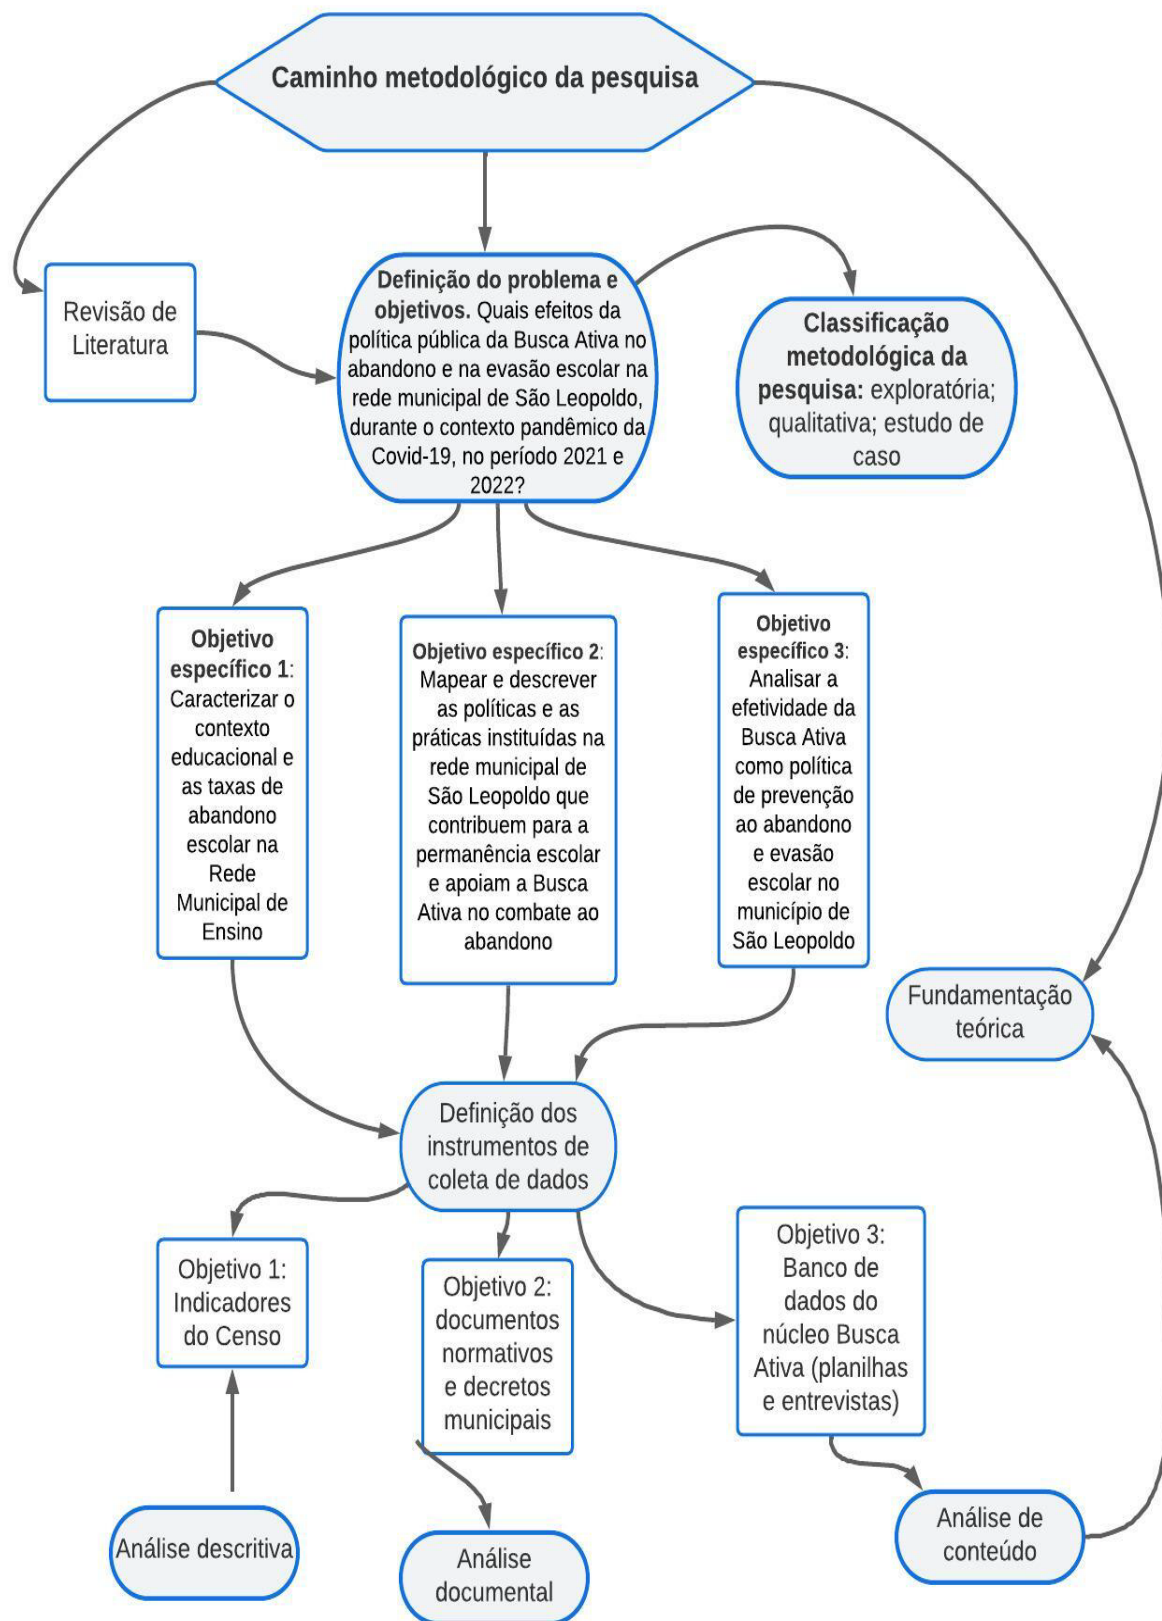 Caminho metodológico da pesquisa
Revisão de
Literatura
Definição do problema e
objetivos. Quais efeitos da
política pública da Busca Ativa no
abandono e na evasão escolar na
rede municipal de São Leopoldo,
durante o contexto pandêmico da
Covid-19, no período 2021 e
2022?
Classificação
metodológica da
pesquisa: exploratória;
qualitativa; estudo de
caso
Objetivo
específico 1:
Caracterizar o
contexto
educacional e
as taxas de
abandono
escolar na
Rede
Municipal de
Ensino
Objetivo específico 2:
Mapear e descrever
as políticas e as
práticas instituídas na
rede municipal de
São Leopoldo que
contribuem para a
permanência escolar
e apoiam a Busca
Ativa no combate ao
abandono
Objetivo
específico 3:
Analisar a
efetividade da
Busca Ativa
como política
de prevenção
ao abandono
e evasão
escolar no
município de
São Leopoldo
Fundamentação
teórica
Definição dos
instrumentos de
coleta de dados
Objetivo 1:
Indicadores
do Censo
Objetivo 2:
documentos
normativos
e decretos
municipais
Objetivo 3:
Banco de
dados do
núcleo Busca
Ativa (planilhas
e entrevistas)
Análise descritiva
Análise
documental
Análise de
conteúdo